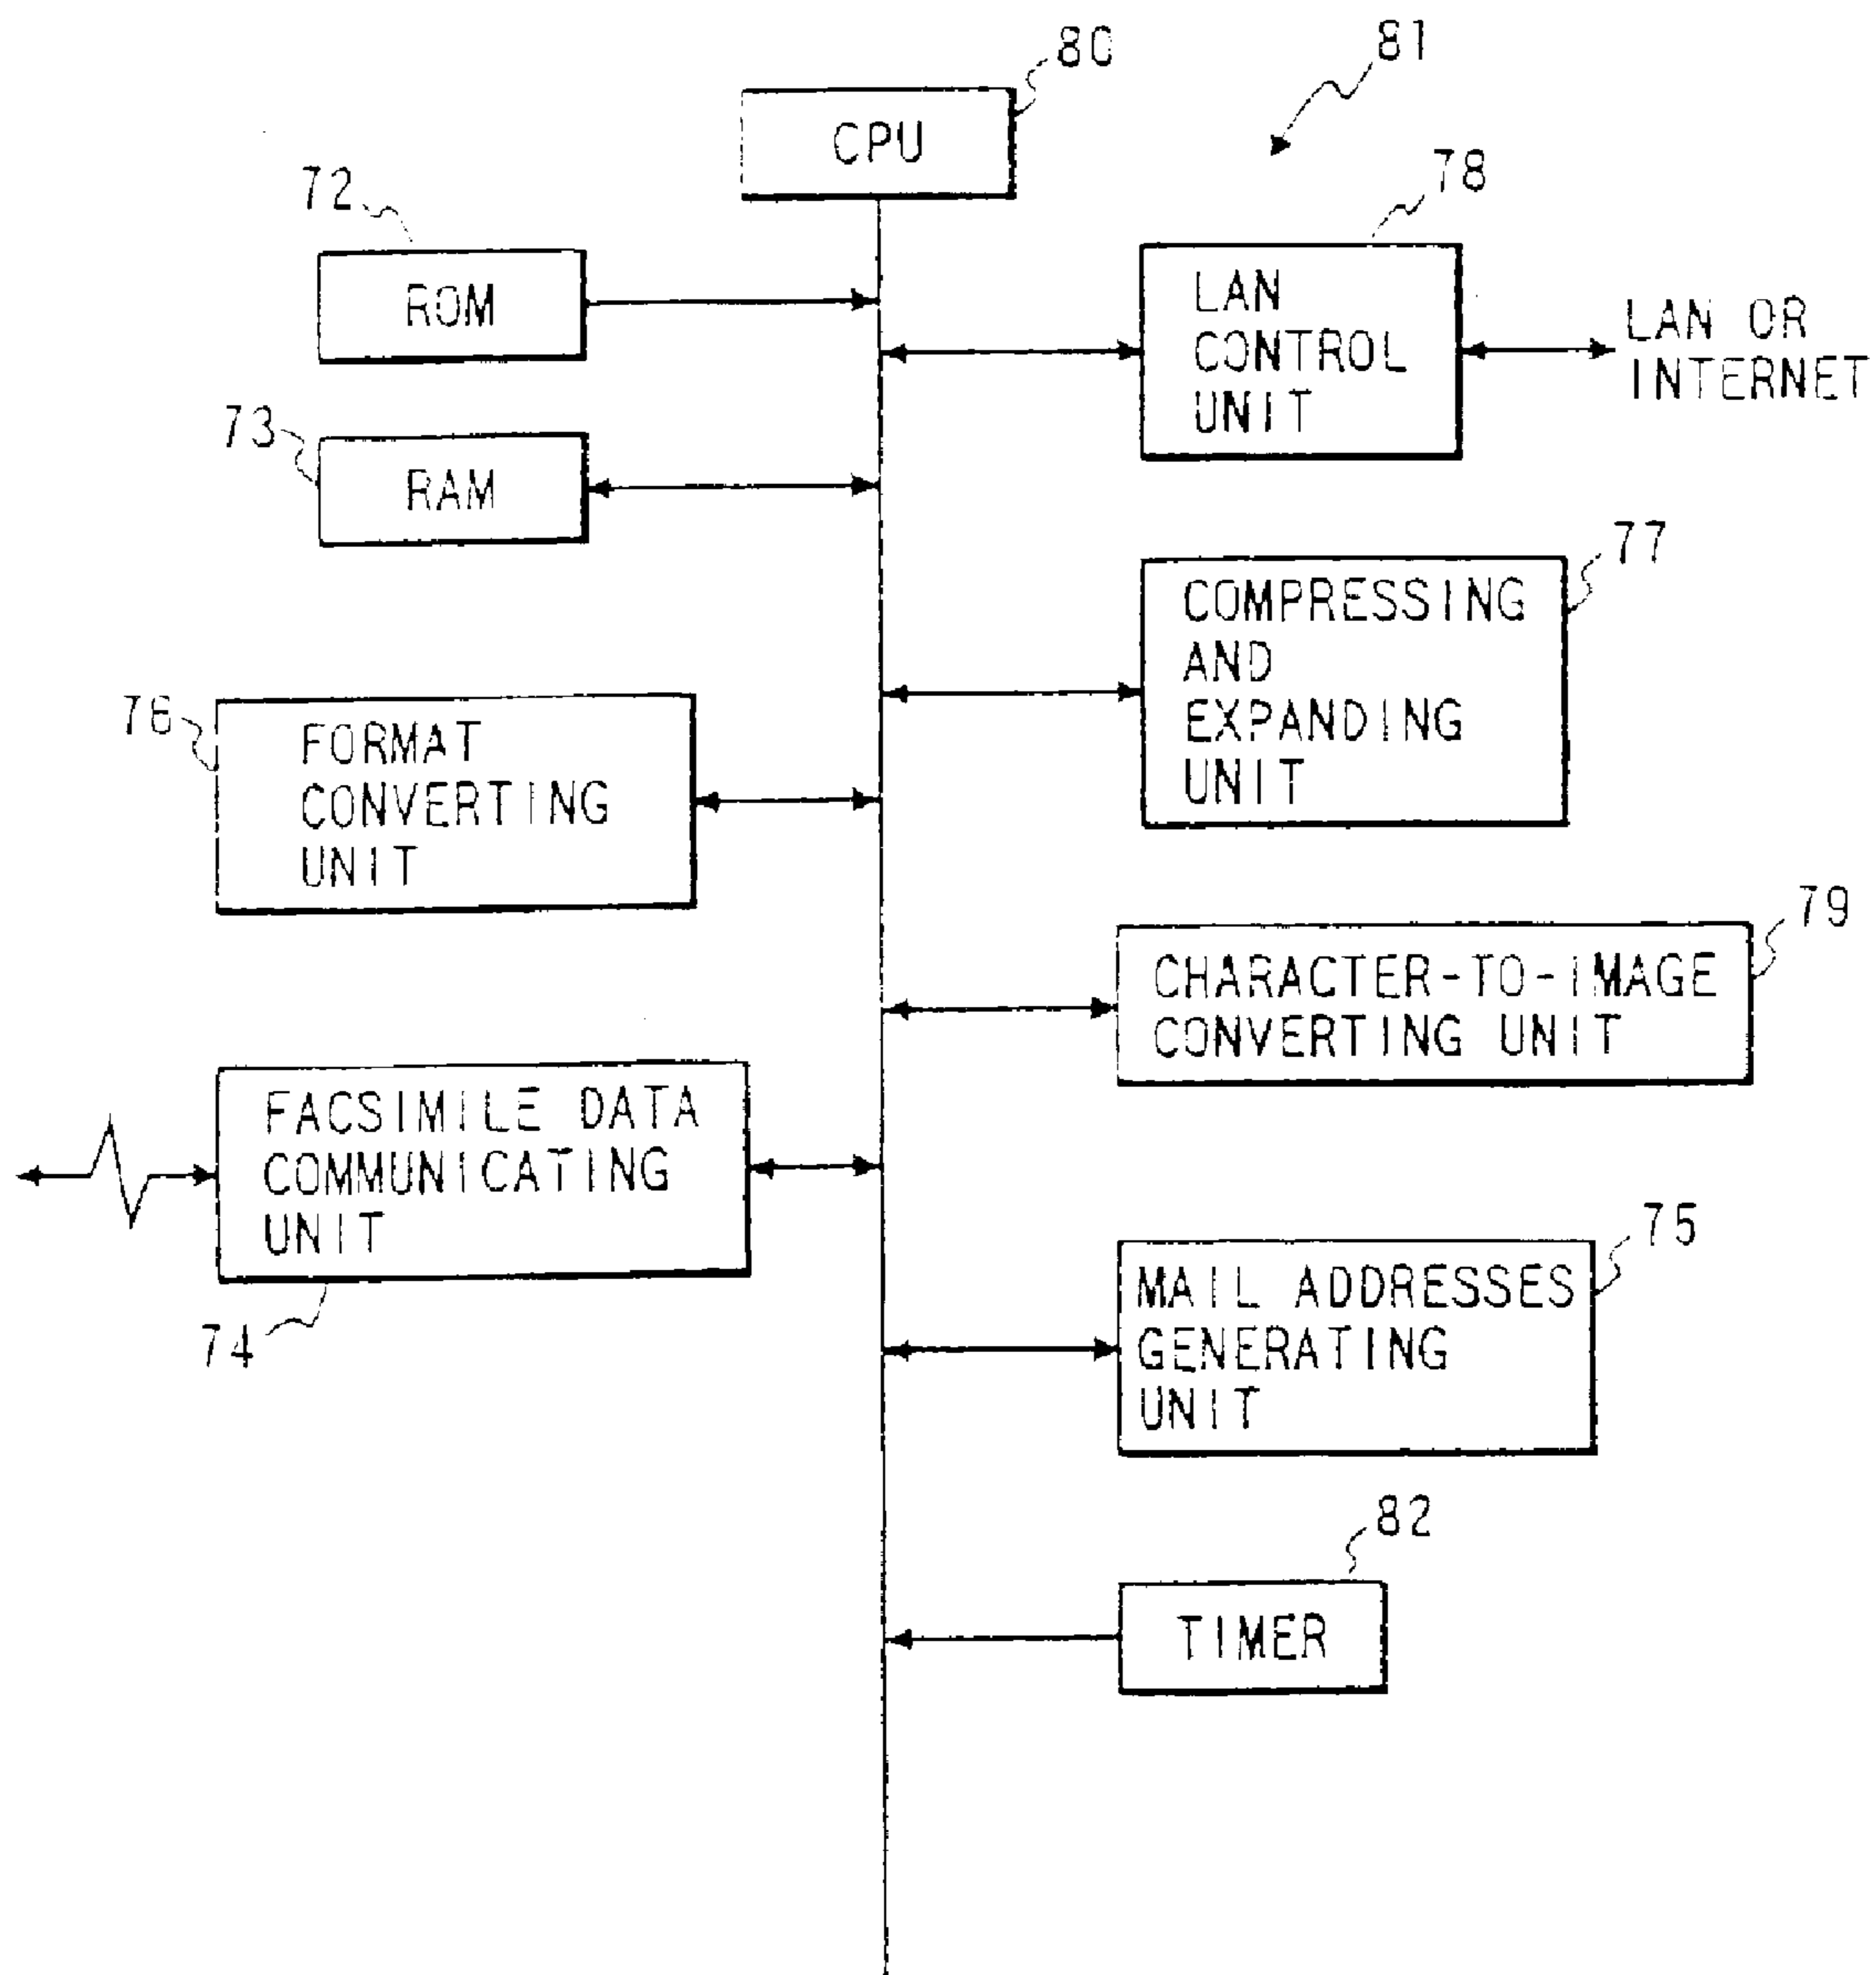 80
81
CPU
72
78
ROM
LAN
CONTROL
UNIT
LAN OR
INTERNET
73
RAM
77
COMPRESSING
AND
EXPANDING
UNIT
76
FORMAT
CONVERTING
UNIT
79
CHARACTER-TO-IMAGE
CONVERTING UNIT
FACSIMILE DATA
COMMUNICATING
UNIT
74
75
MAIL ADDRESSES
GENERATING
UNIT
82
TIMER